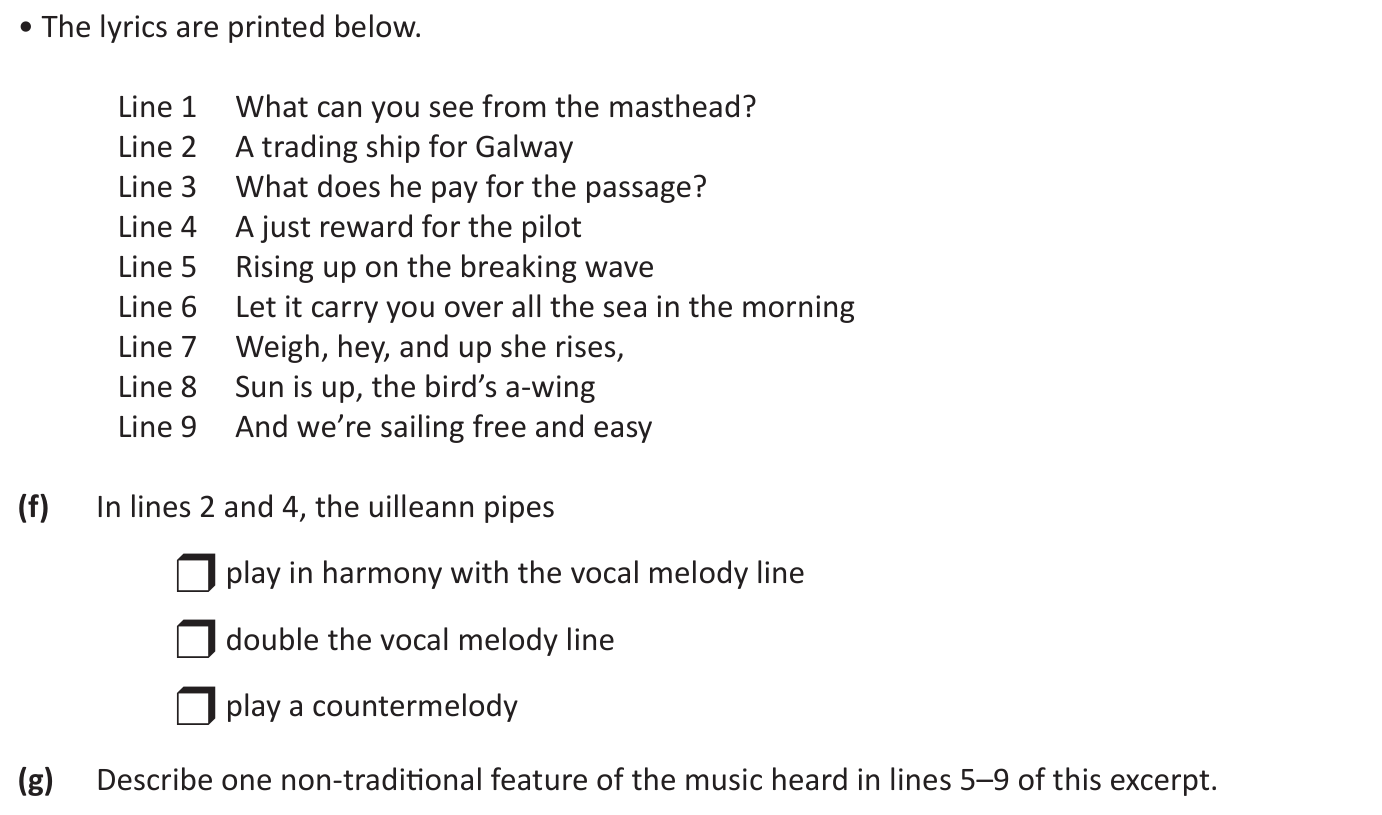 • The lyrics are printed below.
Line 1 What can you see from the masthead?
Line 2 A trading ship for Galway
Line 3 What does he pay for the passage?
Line 4 A just reward for the pilot
Line 5 Rising up on the breaking wave
Line 6 Let it carry you over all the sea in the morning
Line 7 Weigh, hey, and up she rises,
Line 8 Sun is up, the bird’s a-wing
Line 9 And we’re sailing free and easy
(f) In lines 2 and 4, the uilleann pipes
play in harmony with the vocal melody line
double the vocal melody line
play a countermelody
(g) Describe one non-traditional feature of the music heard in lines 5–9 of this excerpt.